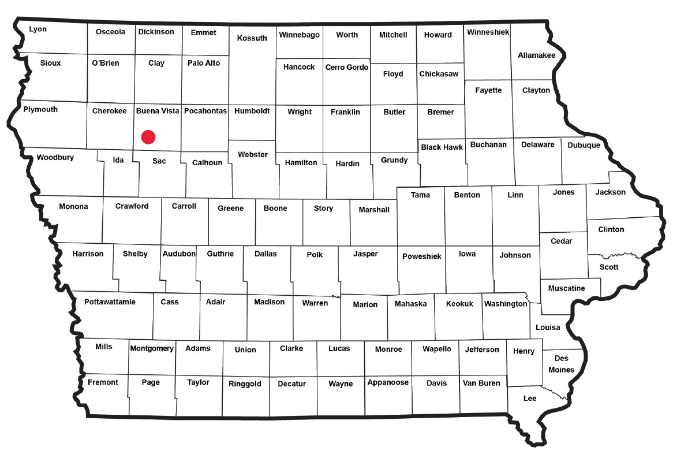 Lyon Osceola Dickinson Emmet Kossuth Winnebago Worth Mitchell Howard Winneshiek Allamakee
Sioux O'Brien Clay Palo Alto Hancock Cerro Gordo Floyd Chickasaw Fayette Clayton
Plymouth Cherokee Buena Vista Pocahontas Humboldt Wright Franklin Butler Bremer
Woodbury Ida Sac Calhoun Webster Hamilton Hardin Grundy Black Hawk Buchanan Delaware Dubuque
Monona Crawford Carroll Greene Boone Story Marshall Tama Benton Linn Jones Jackson
Clinton
Harrison Shelby Audubon Guthrie Dallas Polk Jasper Poweshiek Iowa Johnson Cedar Scott
Muscatine
Pottawattamie Cass Adair Madison Warren Marion Mahaska Keokuk Washington Louisa
Mills Montgomery Adams Union Clarke Lucas Monroe Wapello Jefferson Henry Des
Moines
Fremont Page Taylor Ringgold Decatur Wayne Appanoose Davis Van Buren Lee